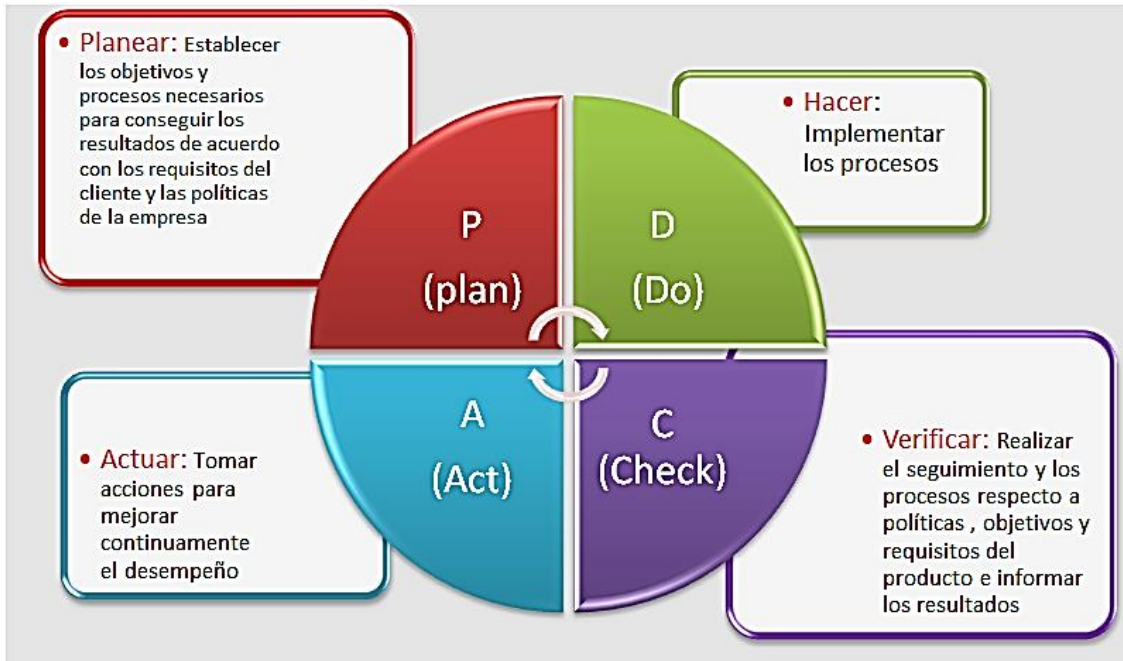 • Planear: Establecer
los objetivos y
procesos necesarios
para conseguir los
resultados de acuerdo
con los requisitos del
cliente y las políticas
de la empresa
• Hacer:
Implementar
los procesos
P
(plan)
D
(Do)
A
(Act)
C
(Check)
• Actuar: Tomar
acciones para
mejorar
continuamente
el desempeño
• Verificar: Realizar
el seguimiento y los
procesos respecto a
políticas , objetivos y
requisitos del
producto e informar
los resultados